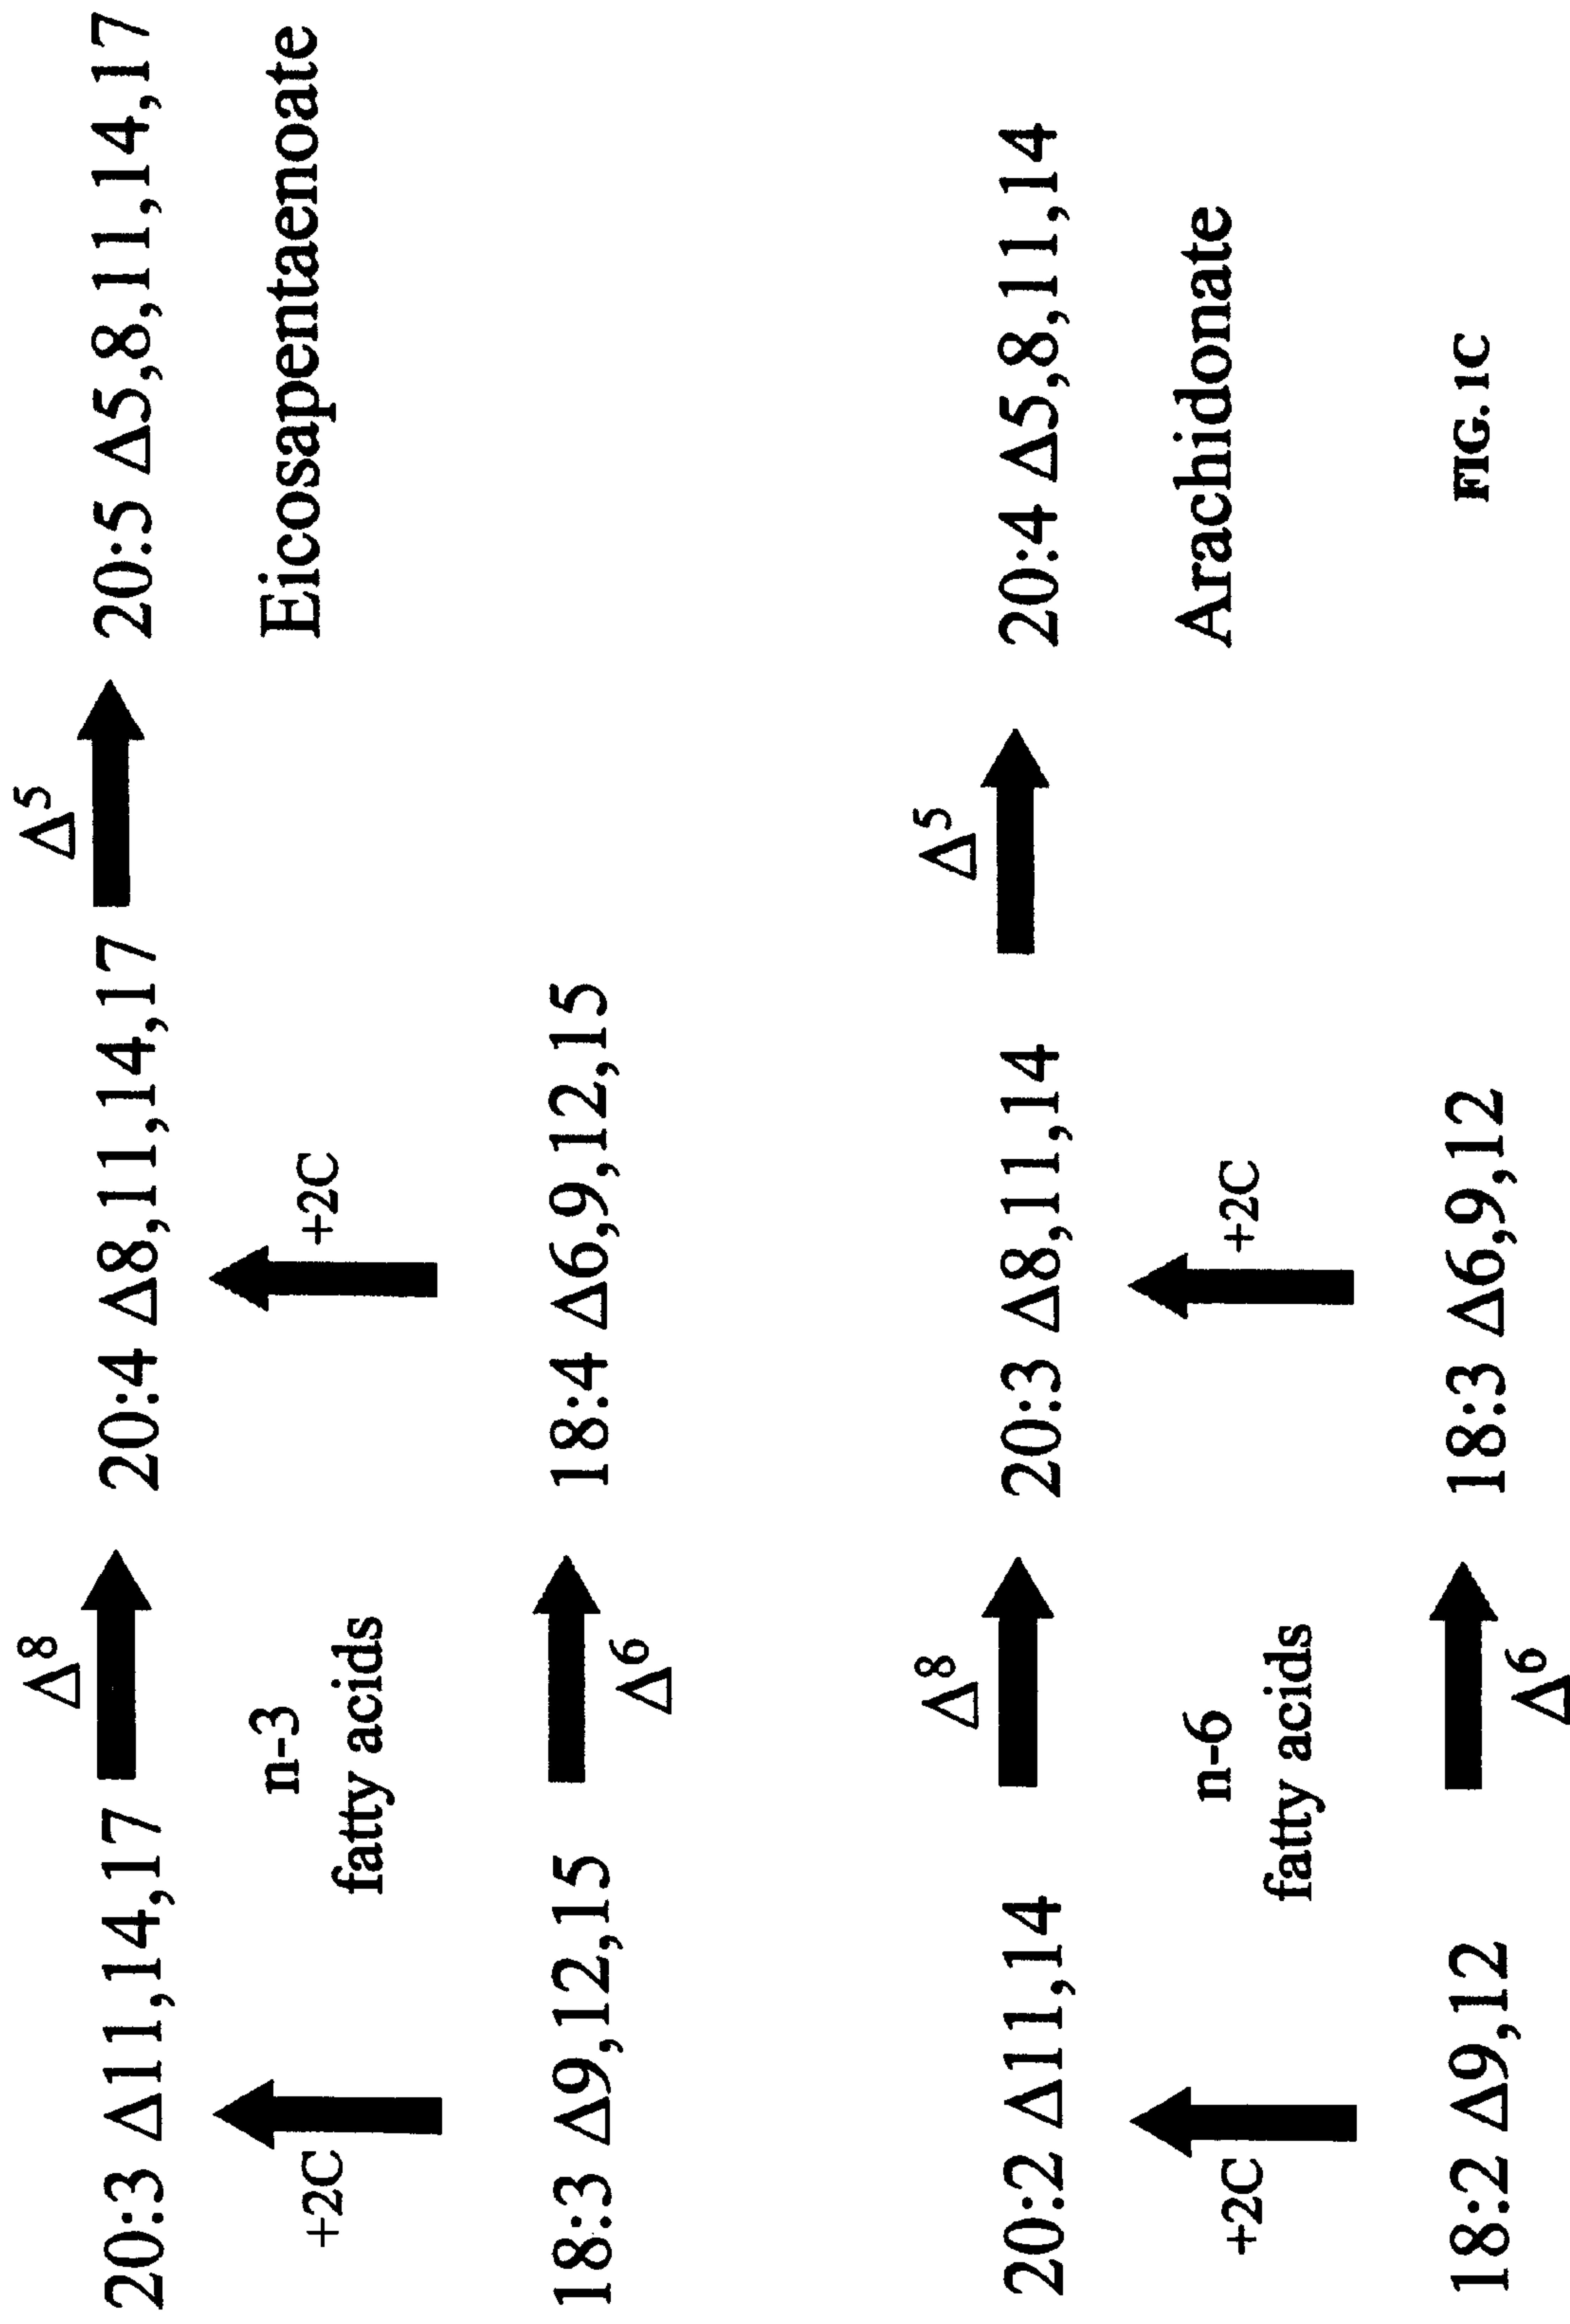 Δ8 Δ5
20:3 Δ11,14,17 20:4 Δ8,11,14,17 20:5 Δ5,8,11,14,17
+2C n-3 +2C Eicosapentaenoate
fatty acids
18:3 Δ9,12,15 18:4 Δ6,9,12,15
Δ6
Δ8 Δ5
20:2 Δ11,14 20:3 Δ8,11,14 20:4 Δ5,8,11,14
+2C n-6 +2C Arachidonate
fatty acids
18:2 Δ9,12 18:3 Δ6,9,12 FIG. 1C
Δ6